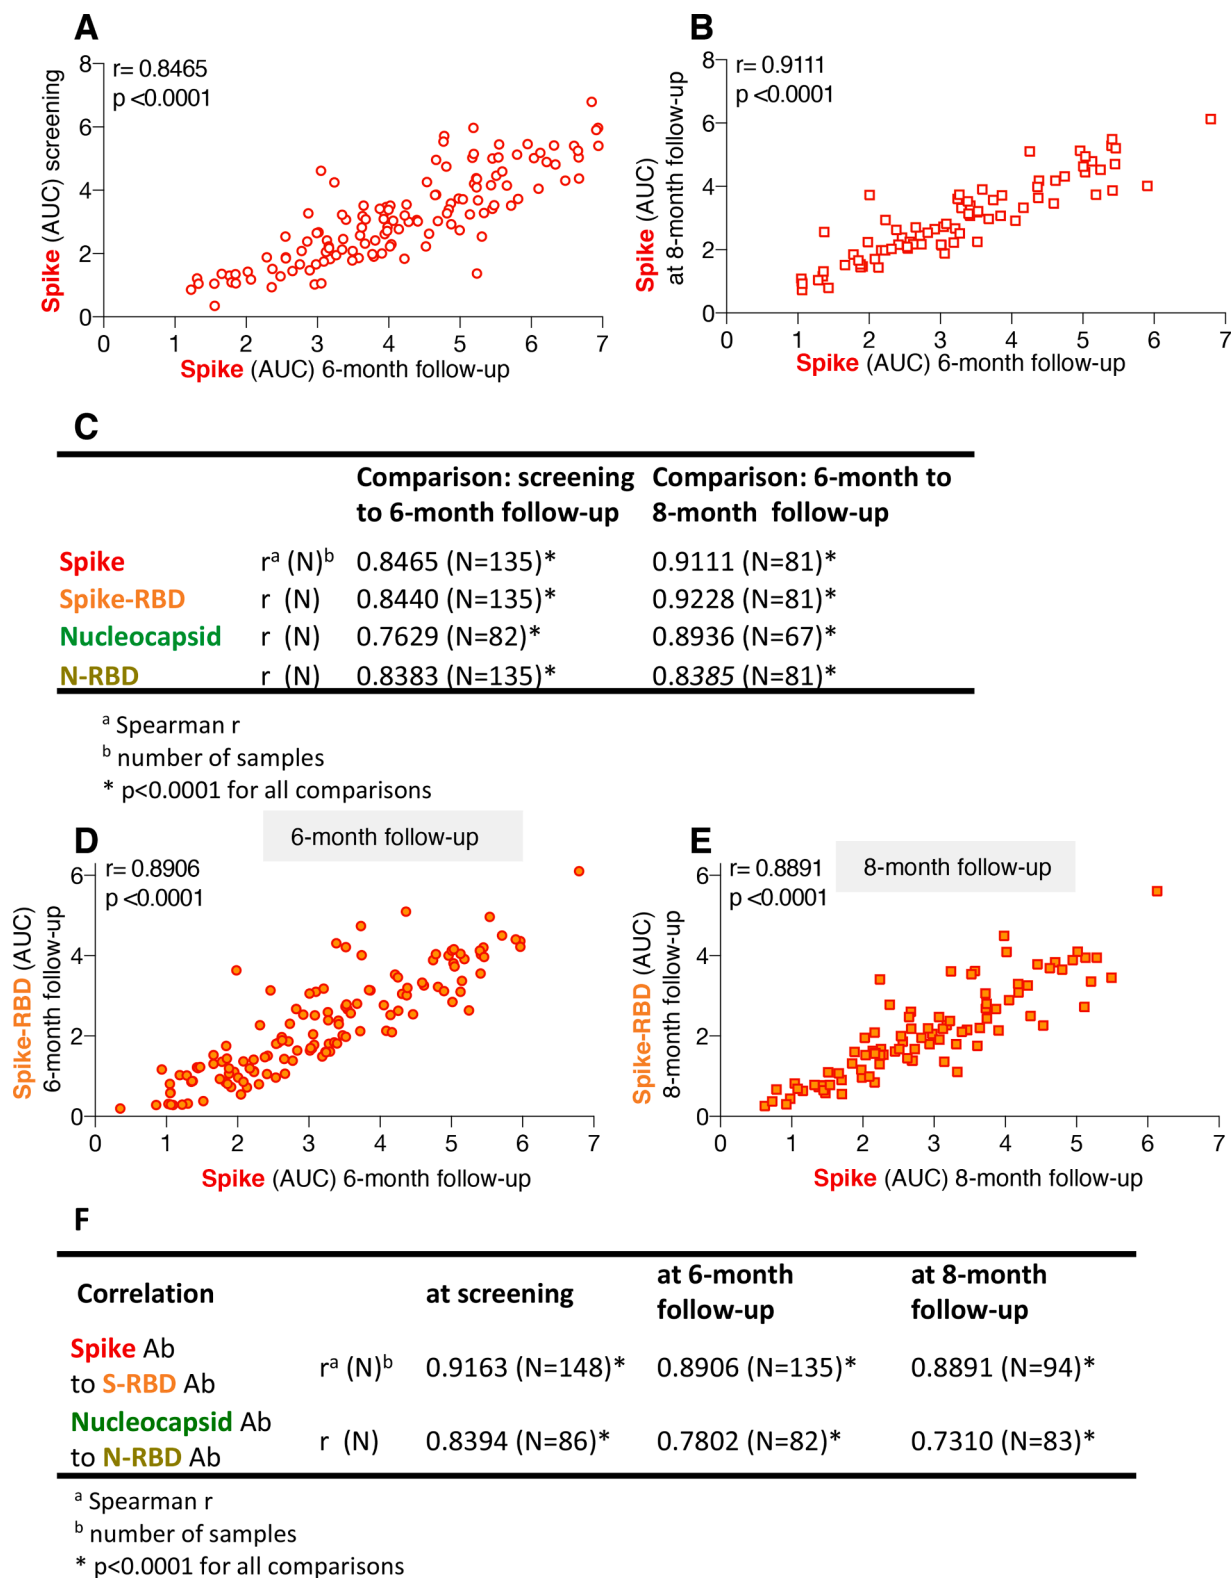 A
r= 0.8465
p <0.0001
Spike (AUC) screening
8
6
4
2
0
0 1 2 3 4 5 6 7
Spike (AUC) 6-month follow-up
B
r=0.9111
p <0.0001
Spike (AUC)
at 8-month follow-up
8
6
4
2
0
0 1 2 3 4 5 6 7
Spike (AUC) 6-month follow-up
C
Comparison: screening to 6-month follow-up
Comparison: 6-month to 8-month follow-up
Spike rᵃ (N)ᵇ 0.8465 (N=135)* 0.9111 (N=81)*
Spike-RBD r (N) 0.8440 (N=135)* 0.9228 (N=81)*
Nucleocapsid r (N) 0.7629 (N=82)* 0.8936 (N=67)*
N-RBD r (N) 0.8383 (N=135)* 0.8385 (N=81)*
ᵃ Spearman r
ᵇ number of samples
* p<0.0001 for all comparisons
D
6-month follow-up
r= 0.8906
p <0.0001
Spike-RBD (AUC)
6-month follow-up
6
4
2
0
0 1 2 3 4 5 6 7
Spike (AUC) 6-month follow-up
E
8-month follow-up
r= 0.8891
p <0.0001
Spike-RBD (AUC)
8-month follow-up
6
4
2
0
0 1 2 3 4 5 6 7
Spike (AUC) 8-month follow-up
F
Correlation
at screening
at 6-month
follow-up
at 8-month
follow-up
Spike Ab
to S-RBD Ab
rᵃ (N)ᵇ 0.9163 (N=148)* 0.8906 (N=135)* 0.8891 (N=94)*
Nucleocapsid Ab
to N-RBD Ab
r (N) 0.8394 (N=86)* 0.7802 (N=82)* 0.7310 (N=83)*
ᵃ Spearman r
ᵇ number of samples
* p<0.0001 for all comparisons